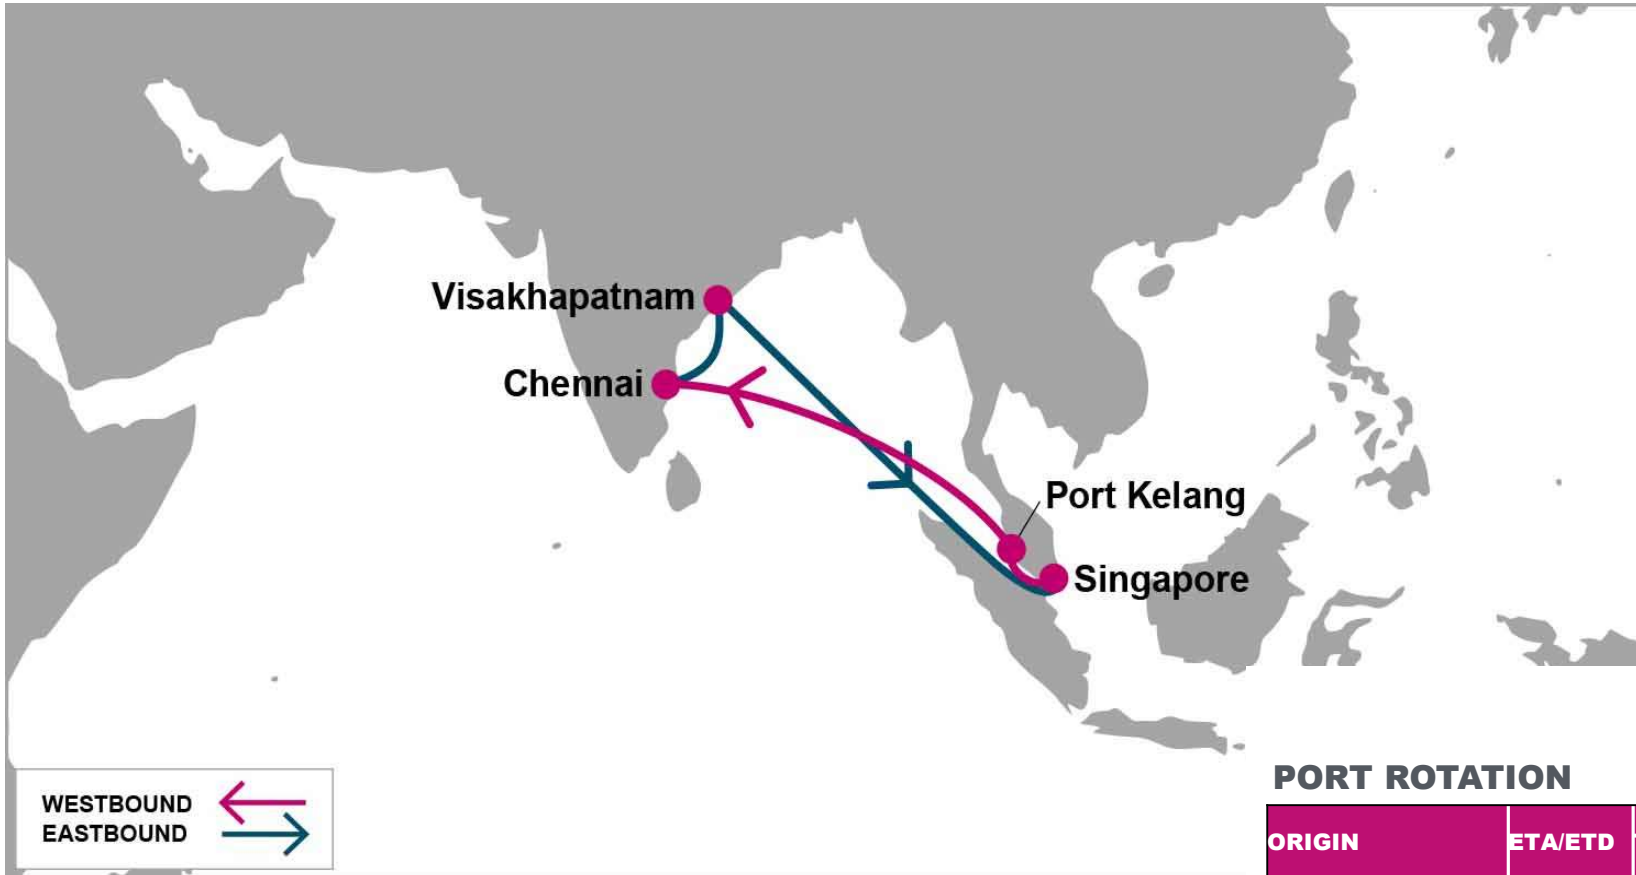 Visakhapatnam
Chennai
Port Kelang
Singapore
WESTBOUND
EASTBOUND
PORT ROTATION
ORIGIN ETA/ETD